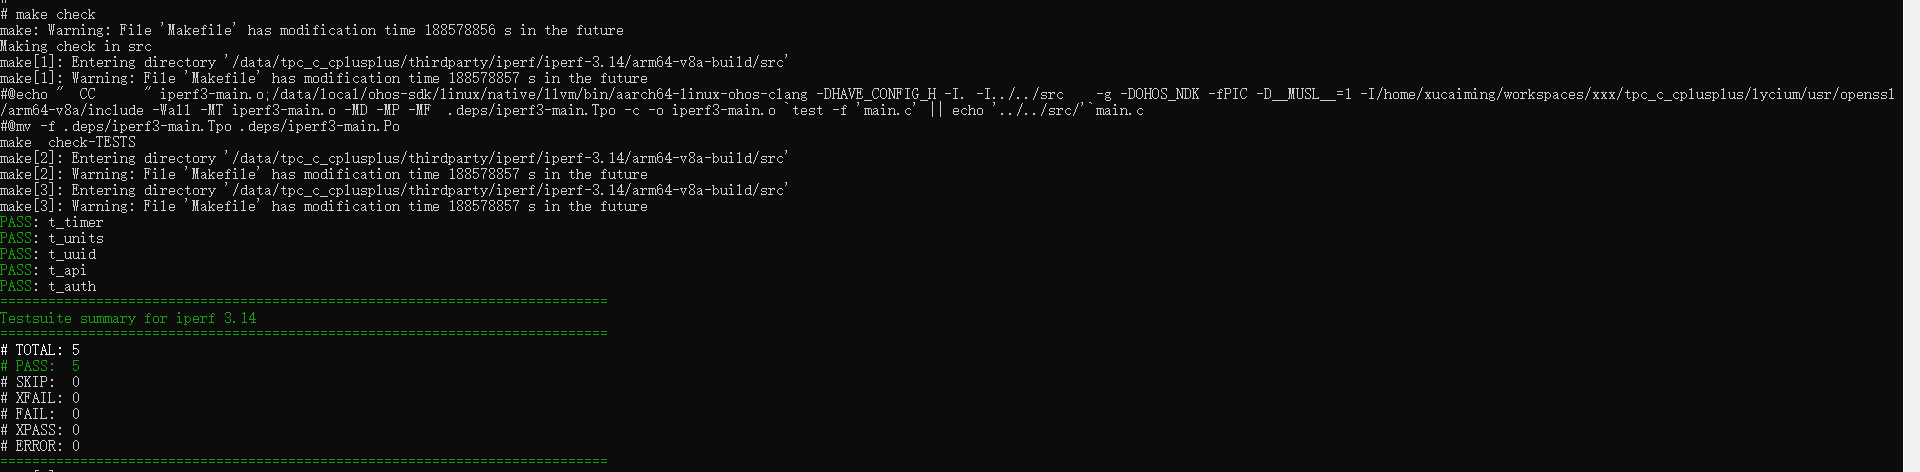 # make check
make: Warning: File 'Makefile' has modification time 188578856 s in the future
Making check in src
make[1]: Entering directory '/data/tpc_c_cplusplus/thirdparty/iperf/iperf-3.14/arm64-v8a-build/src'
make[1]: Warning: File 'Makefile' has modification time 188578857 s in the future
#@echo "  CC      " iperf3-main.o;/data/local/ohos-sdk/linux/native/llvm/bin/aarch64-linux-ohos-clang -DHAVE_CONFIG_H -I. -I../../src    -g -DOHOS_NDK -fPIC -D__MUSL__=1 -I/home/xucaiming/workspaces/xxx/tpc_c_cplusplus/lycium/usr/openssl
/arm64-v8a/include -Wall -MT iperf3-main.o -MD -MP -MF  .deps/iperf3-main.Tpo -c -o iperf3-main.o `test -f 'main.c' || echo '../../src/'`main.c
#@mv -f .deps/iperf3-main.Tpo .deps/iperf3-main.Po
make  check-TESTS
make[2]: Entering directory '/data/tpc_c_cplusplus/thirdparty/iperf/iperf-3.14/arm64-v8a-build/src'
make[2]: Warning: File 'Makefile' has modification time 188578857 s in the future
make[3]: Entering directory '/data/tpc_c_cplusplus/thirdparty/iperf/iperf-3.14/arm64-v8a-build/src'
make[3]: Warning: File 'Makefile' has modification time 188578857 s in the future
PASS: t_timer
PASS: t_units
PASS: t_uuid
PASS: t_api
PASS: t_auth
============================================================================
Testsuite summary for iperf 3.14
============================================================================
# TOTAL: 5
# PASS:  5
# SKIP:  0
# XFAIL: 0
# FAIL:  0
# XPASS: 0
# ERROR: 0
============================================================================